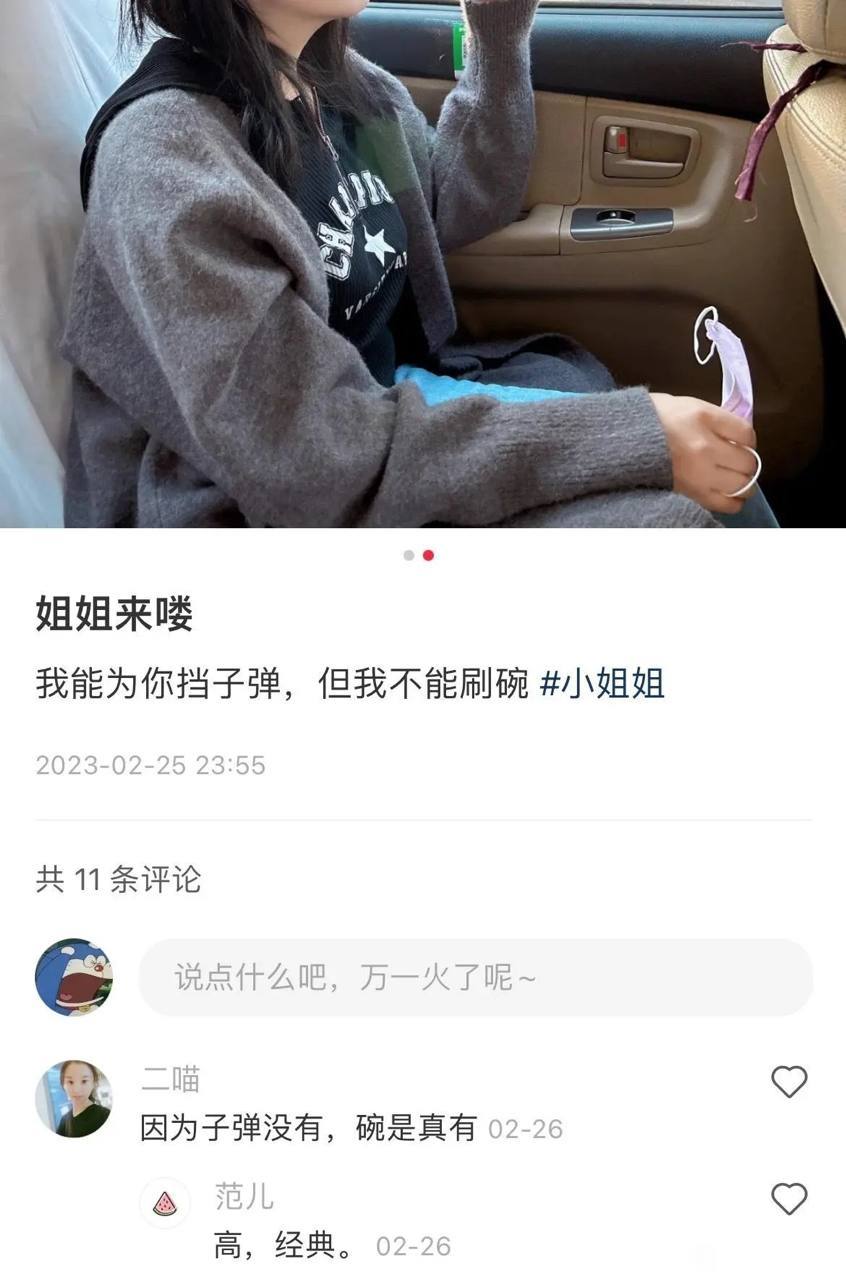 CHAMPIO
姐姐来喽
我能为你挡子弹，但我不能刷碗 #小姐姐
2023-02-25 23:55
共 11 条评论
说点什么吧，万一火了呢~
二喵
因为子弹没有，碗是真有 02-26
范儿
高，经典。 02-26